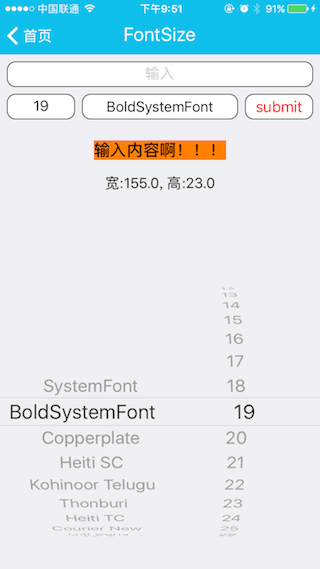 中国联通 下午9:51 91%
首页 FontSize
输入
19 BoldSystemFont submit
输入内容啊！！！
宽:155.0, 高:23.0
13
14
15
16
17
SystemFont 18
BoldSystemFont 19
Copperplate 20
Heiti SC 21
Kohinoor Telugu 22
Thonburi 23
Heiti TC 24
Courier New 25